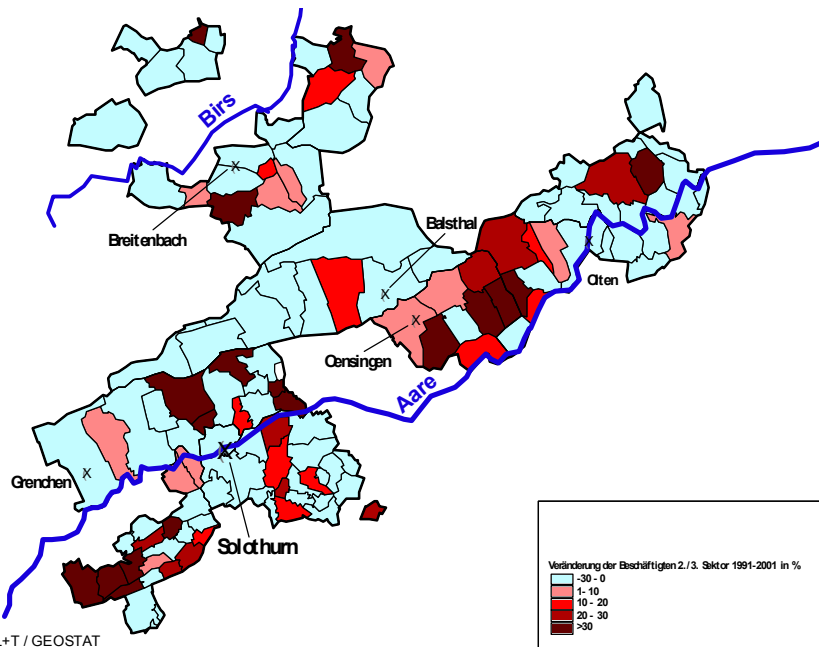 Birs
Breitenbach
Balsthal
Olten
Oensingen
Aare
Grenchen
Solothurn
Veränderung der Beschäftigten 2./3. Sektor 1991-2001 in %
-30 - 0
1- 10
10 - 20
20 - 30
>30
L+T / GEOSTAT